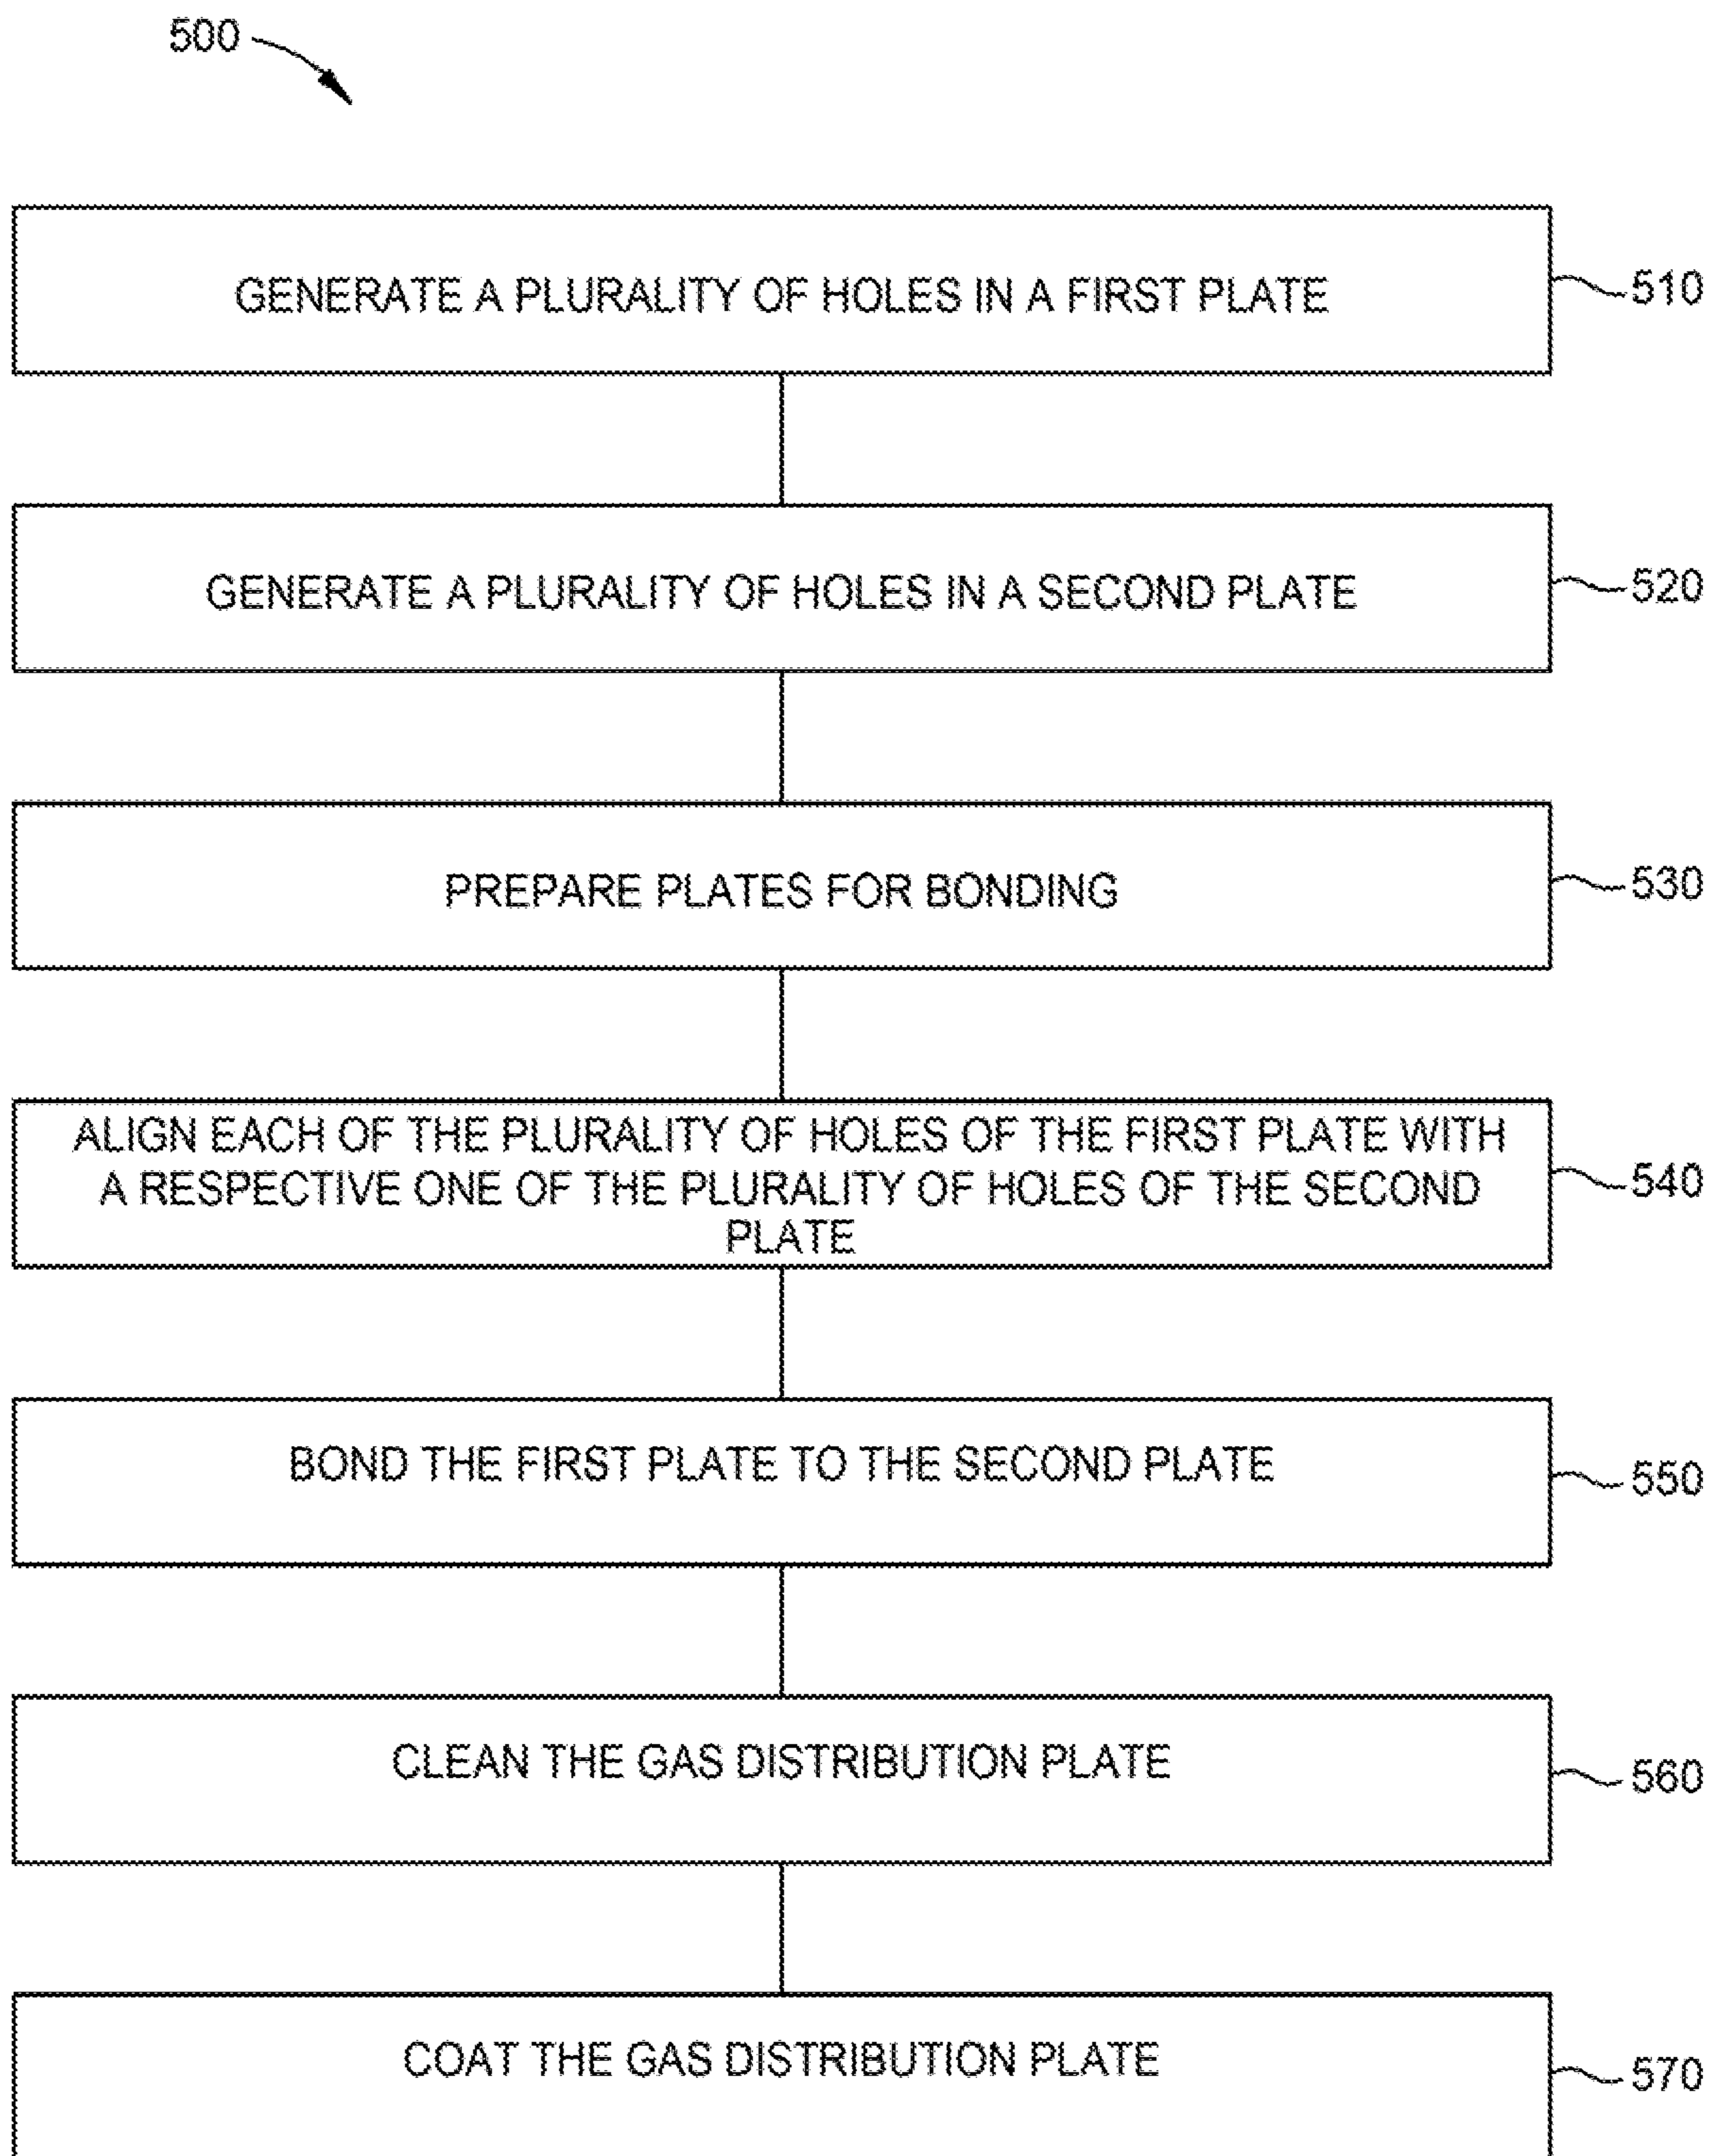 500
GENERATE A PLURALITY OF HOLES IN A FIRST PLATE
510
GENERATE A PLURALITY OF HOLES IN A SECOND PLATE
520
PREPARE PLATES FOR BONDING
530
ALIGN EACH OF THE PLURALITY OF HOLES OF THE FIRST PLATE WITH
A RESPECTIVE ONE OF THE PLURALITY OF HOLES OF THE SECOND
PLATE
540
BOND THE FIRST PLATE TO THE SECOND PLATE
550
CLEAN THE GAS DISTRIBUTION PLATE
560
COAT THE GAS DISTRIBUTION PLATE
570